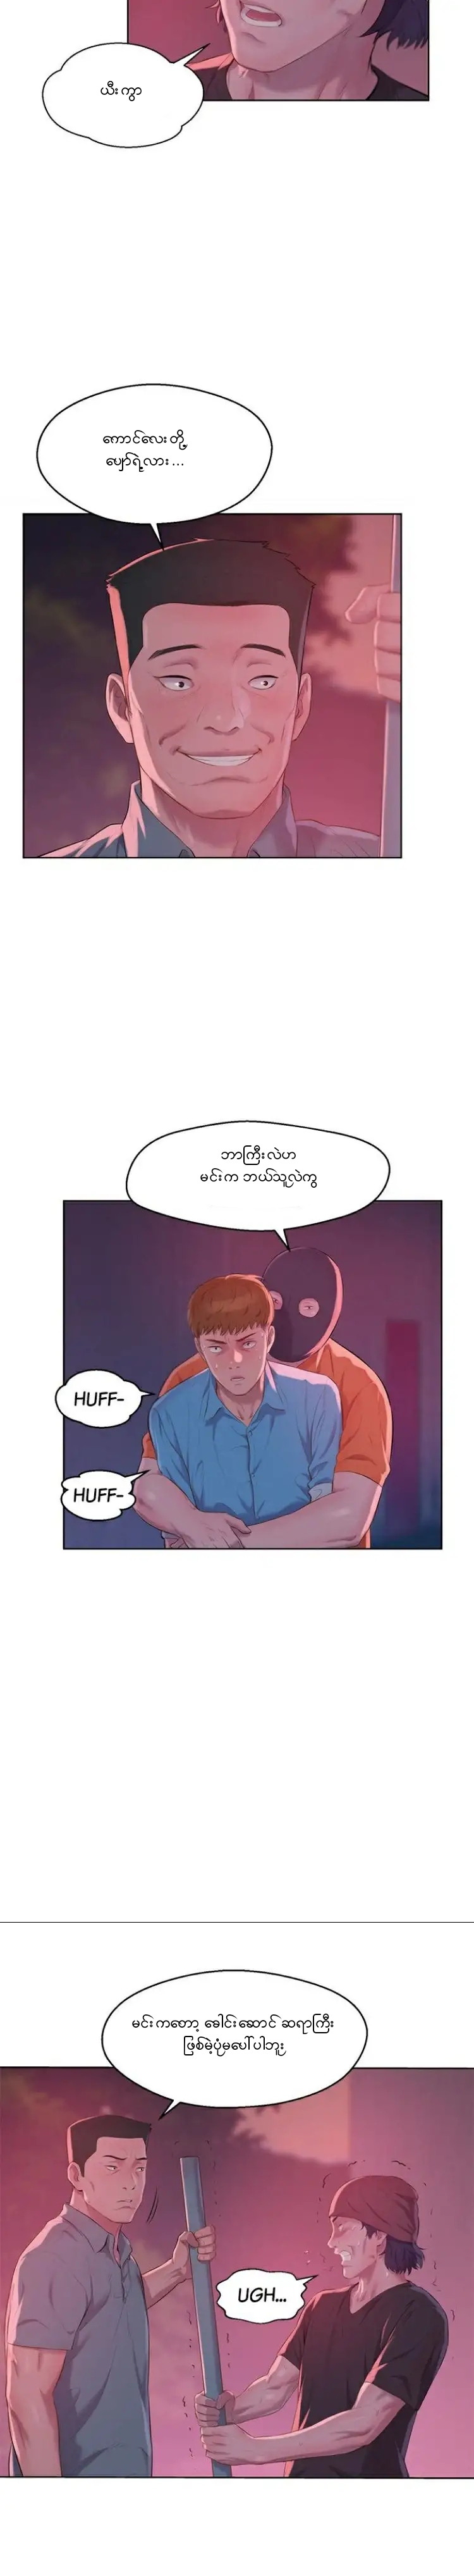 ယီး ကွာ
ကောင်လေး တို့
ပျော်ရဲ့လား ...
ဘာကြီးလဲဟ
မင်း က ဘယ်သူလဲကွ
HUFF-
HUFF-
မင်း ကတော့ ခေါင်းဆောင် ဆရာကြီး
ဖြစ်မဲ့ပုံမပေါ်ပါဘူး
UGH...